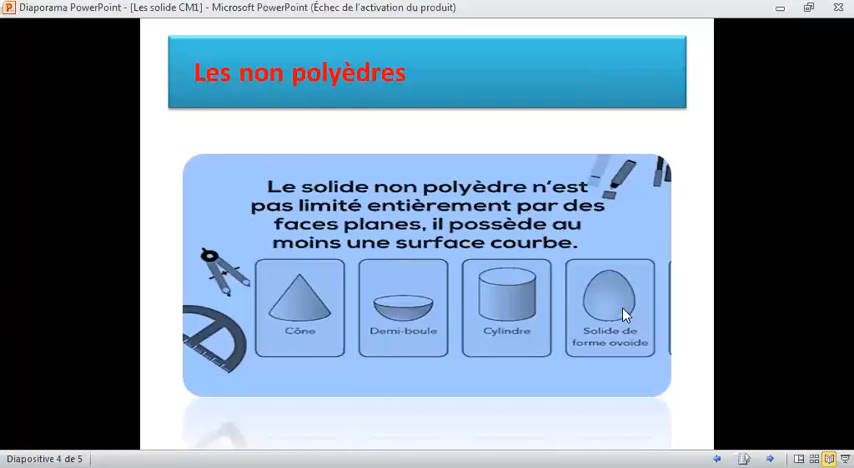 Diaporama PowerPoint - [Les solide CM1] - Microsoft PowerPoint (Échec de l'activation du produit)
Les non polyèdres
Le solide non polyèdre n'est
pas limité entièrement par des
faces planes, il possède au
moins une surface courbe.
Cône
Demi-boule
Cylindre
Solide de
forme ovoïde
Diapositive 4 de 5